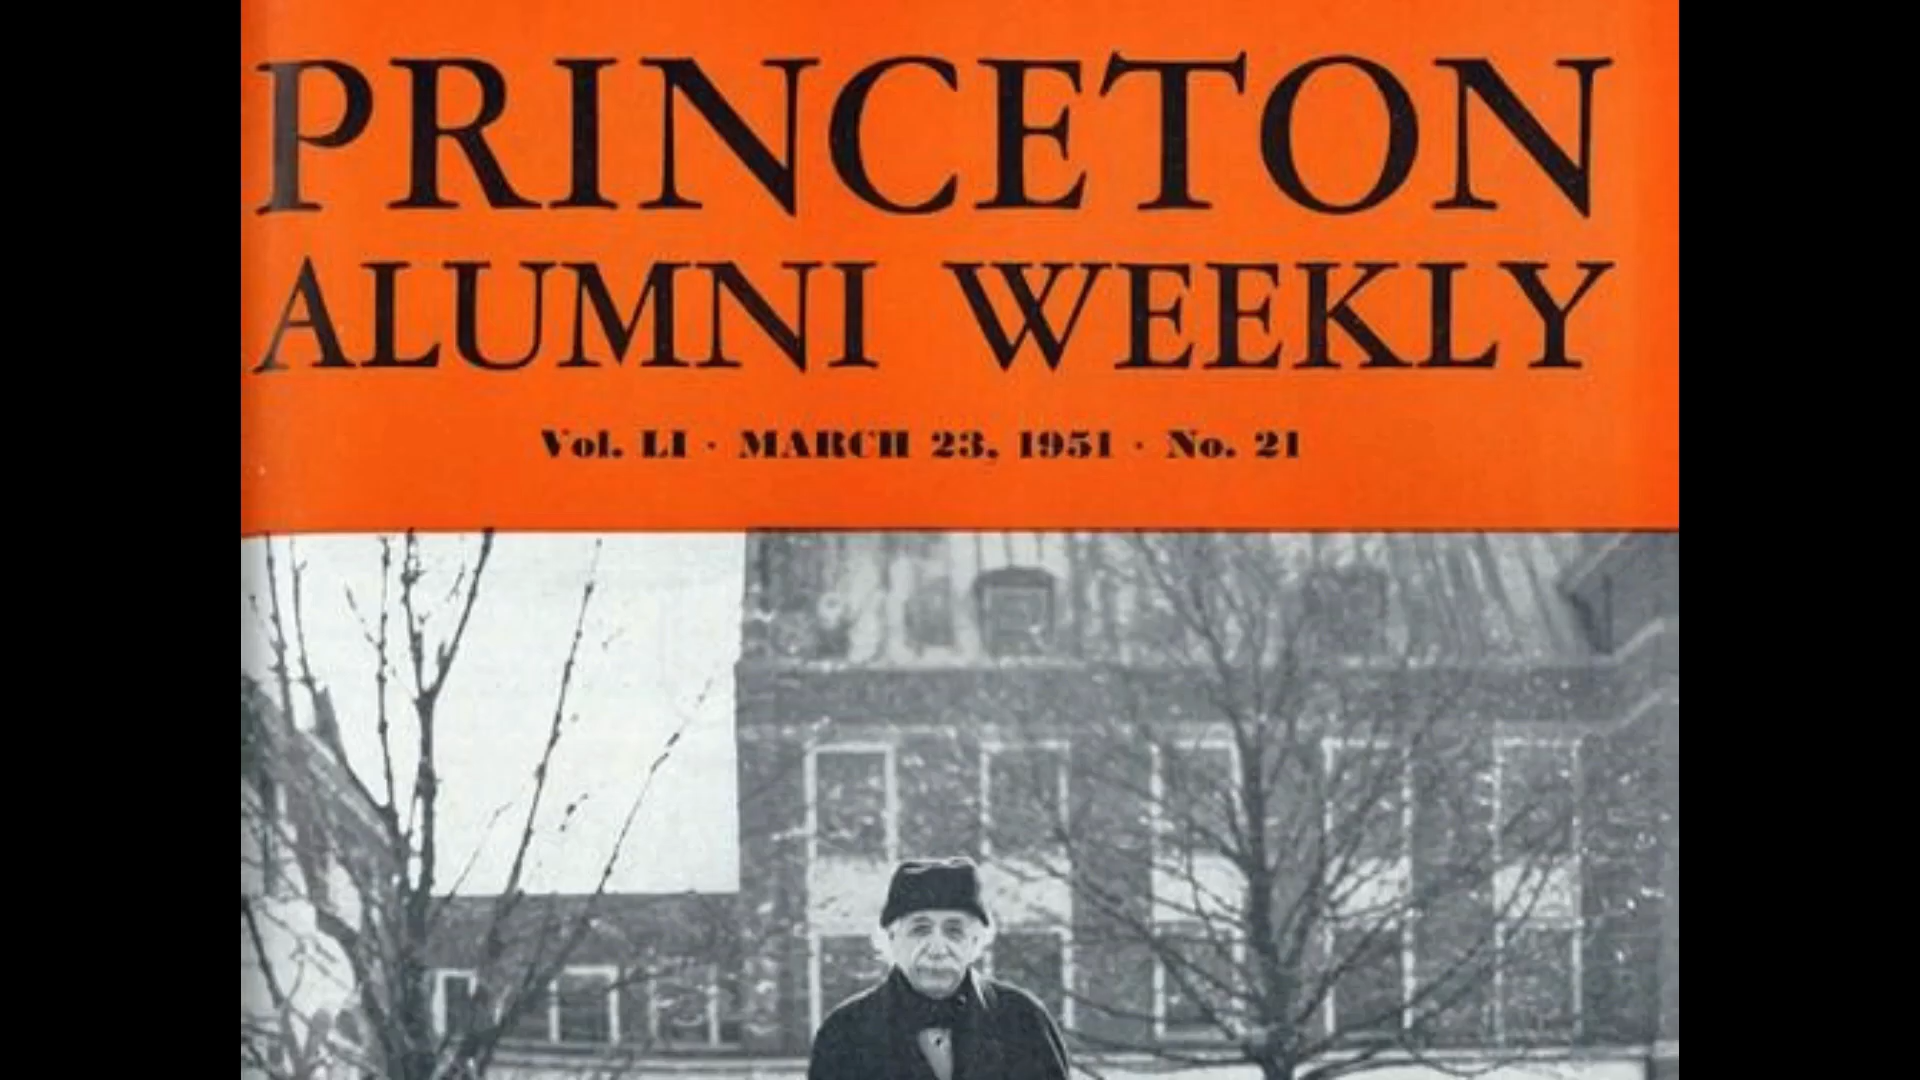 PRINCETON
ALUMNI WEEKLY
Vol. LI · MARCH 23, 1951 · No. 21